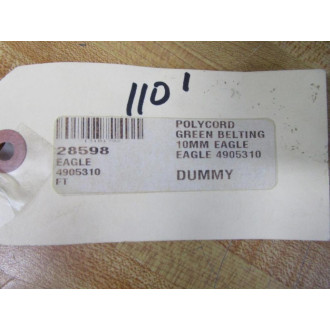 110'
28598
EAGLE
4905310
FT
POLYCORD
GREEN BELTING
10MM EAGLE
EAGLE 4905310
DUMMY